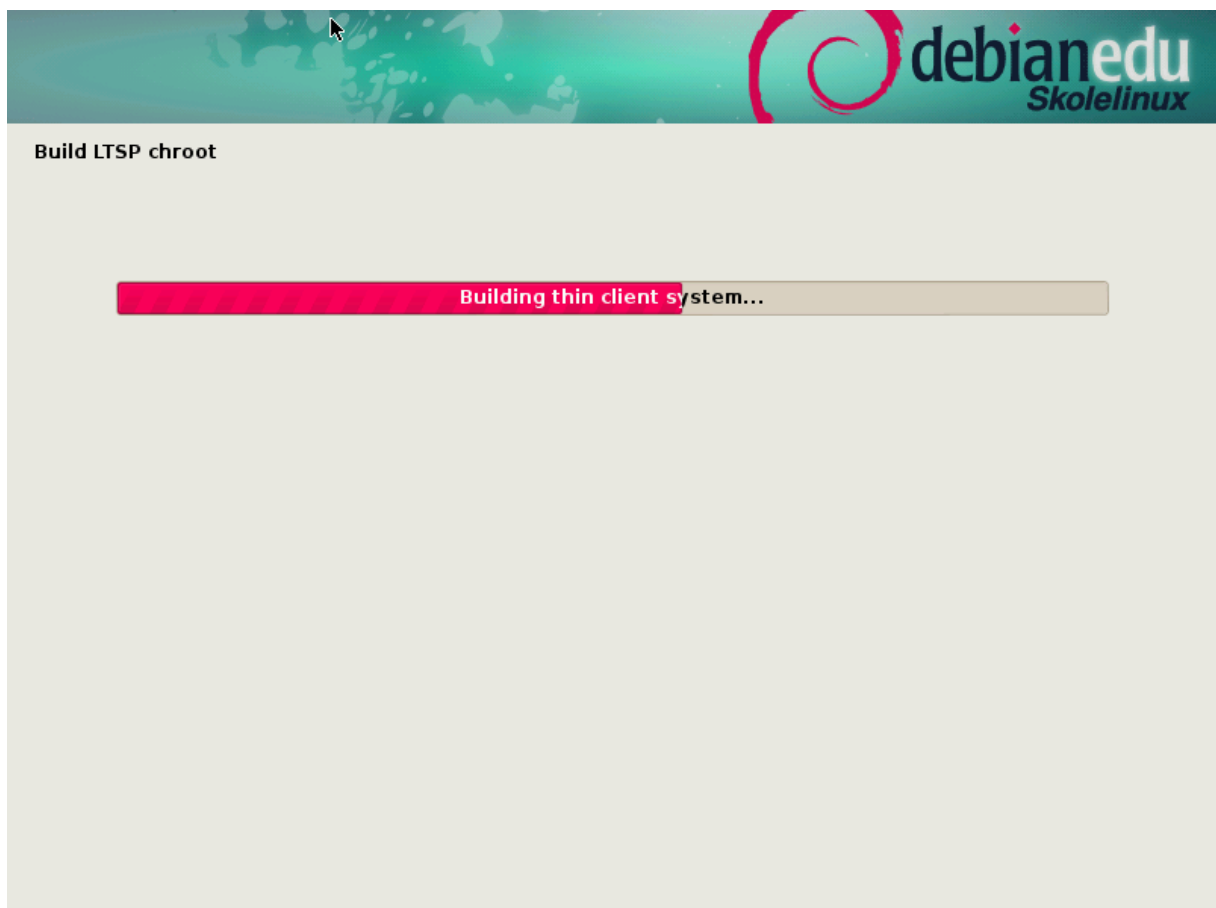 debianedu
Skolelinux
Build LTSP chroot
Building thin client system...